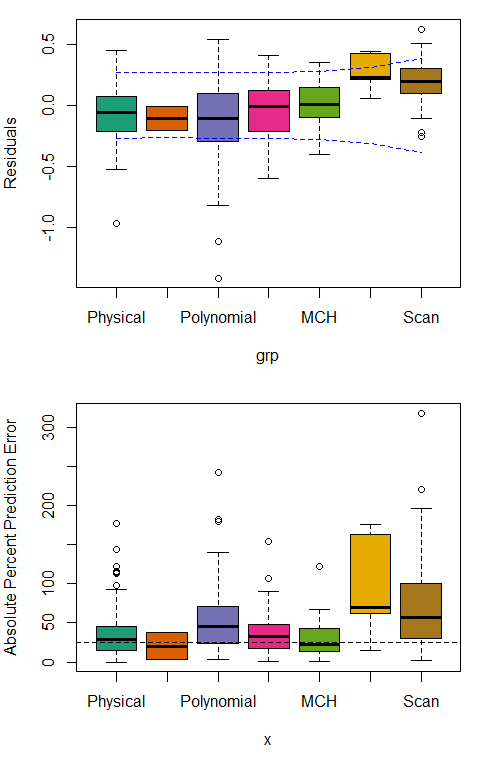 Residuals
0.5
0.0
-0.5
-1.0
Physical Polynomial MCH Scan
grp
Absolute Percent Prediction Error
300
200
100
50
0
Physical Polynomial MCH Scan
x